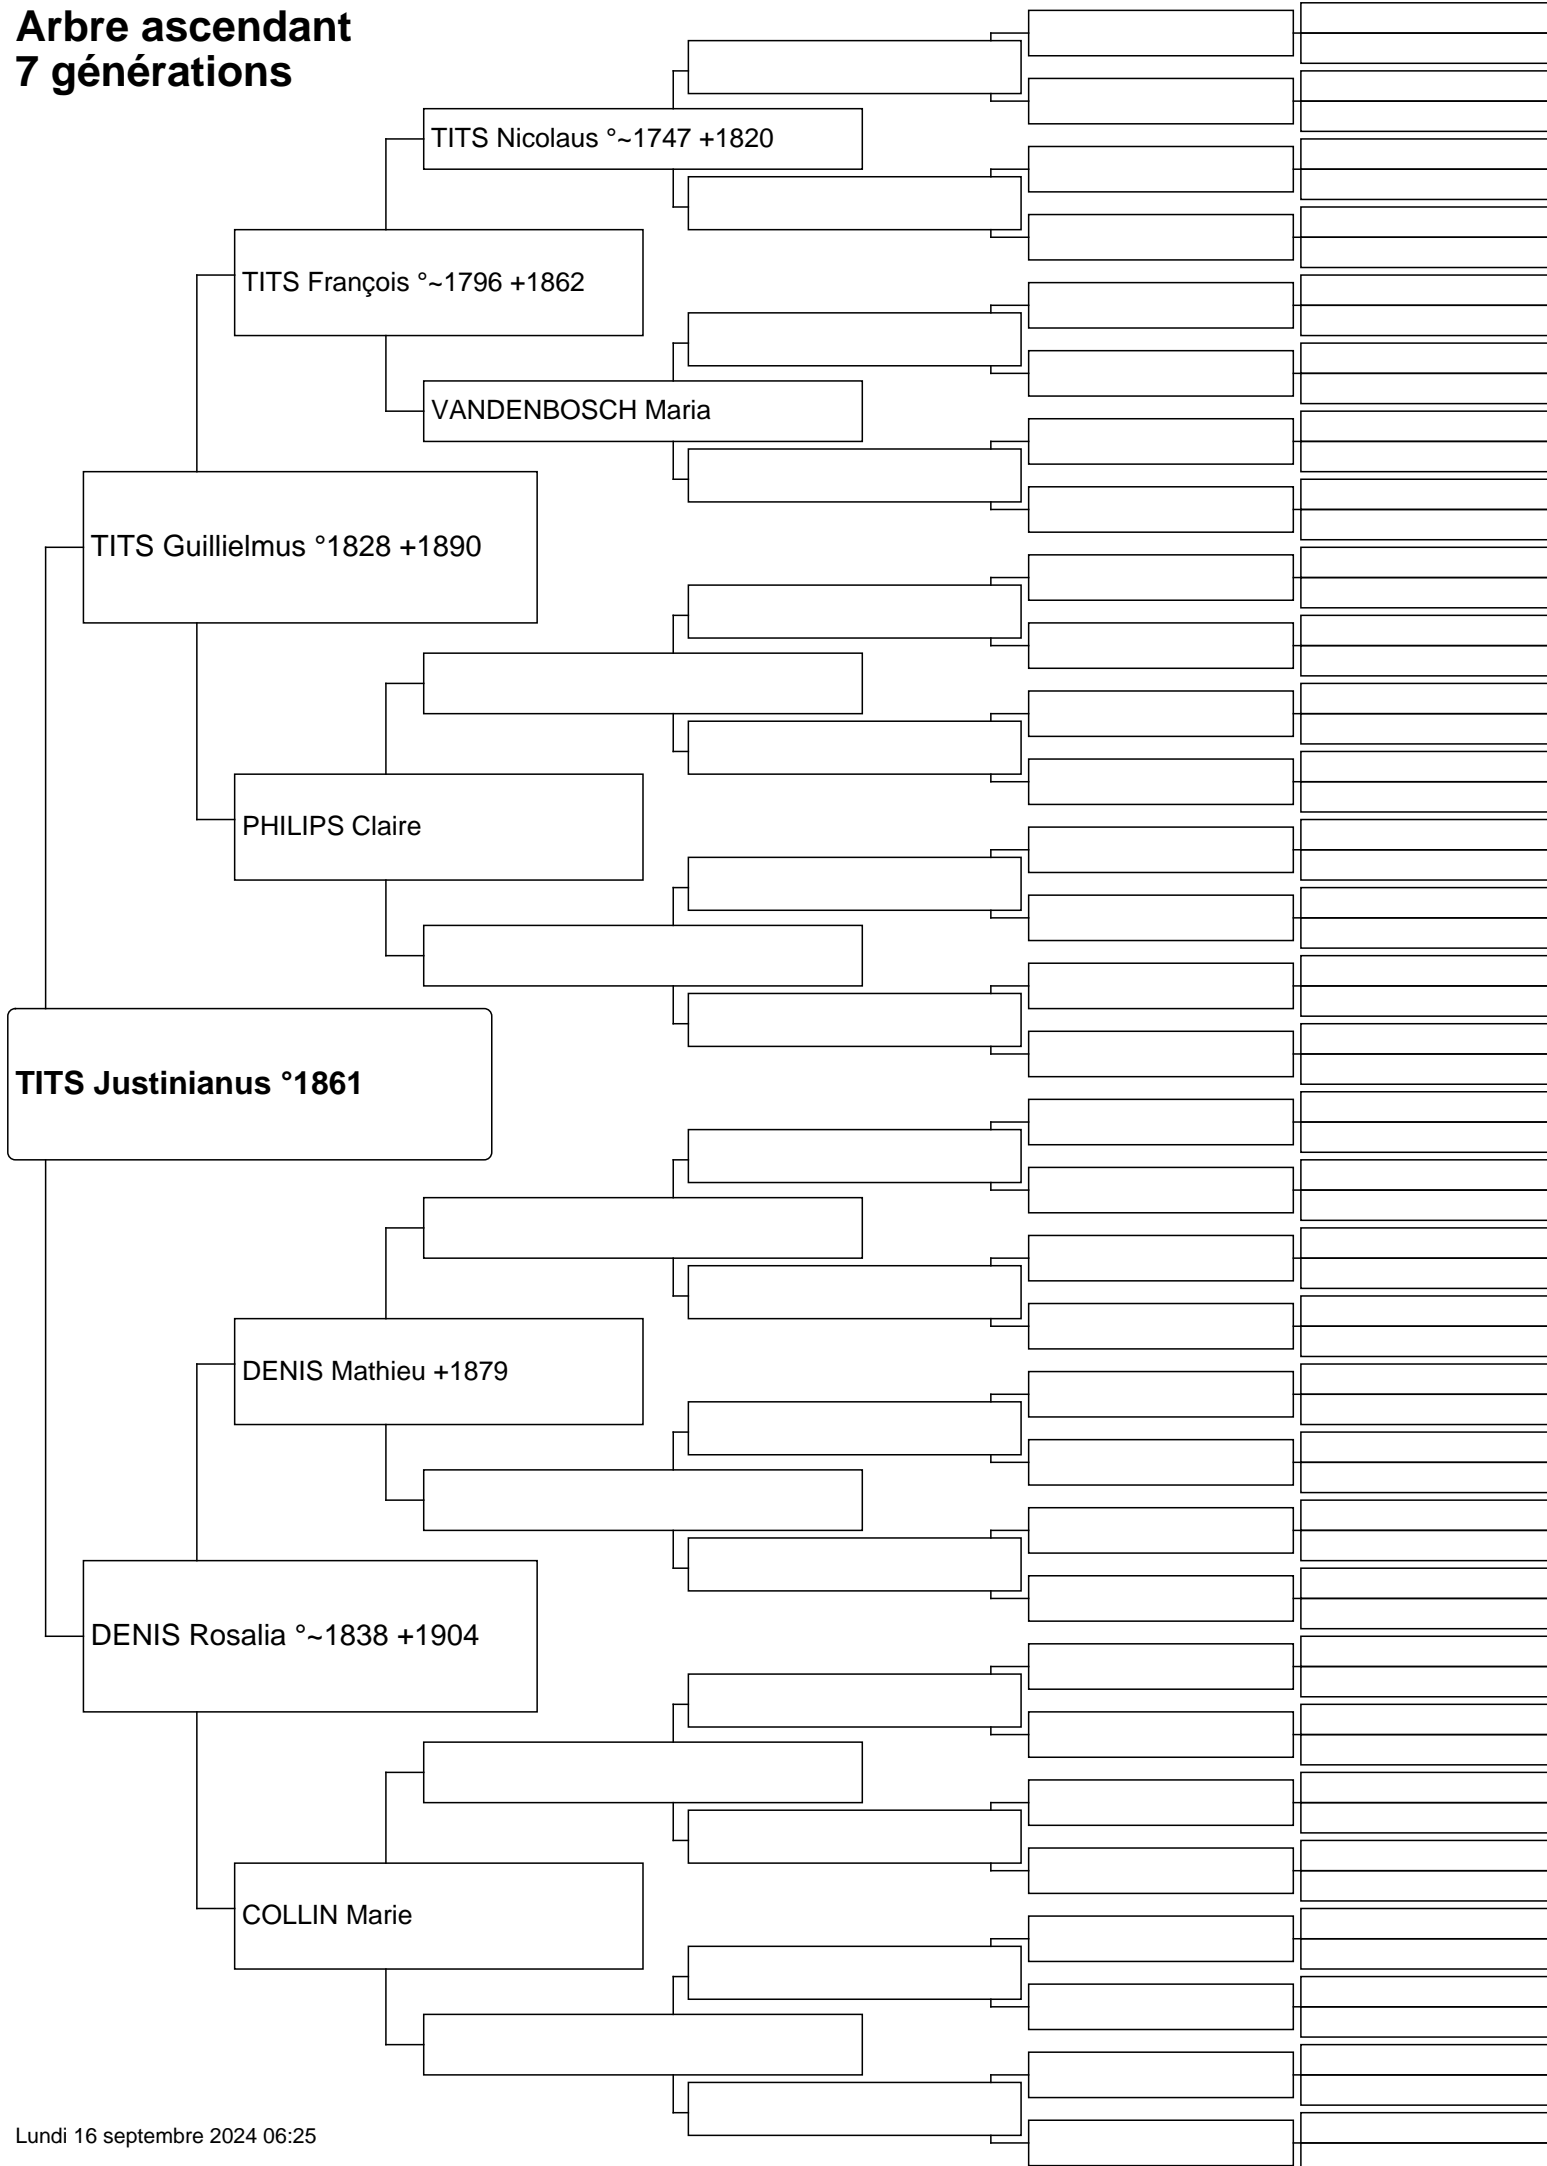 Arbre ascendant
7 générations
TITS Nicolaus °~1747 +1820
TITS François °~1796 +1862
VANDENBOSCH Maria
TITS Guillielmus °1828 +1890
PHILIPS Claire
TITS Justinianus °1861
DENIS Mathieu +1879
DENIS Rosalia °~1838 +1904
COLLIN Marie
Lundi 16 septembre 2024 06:25